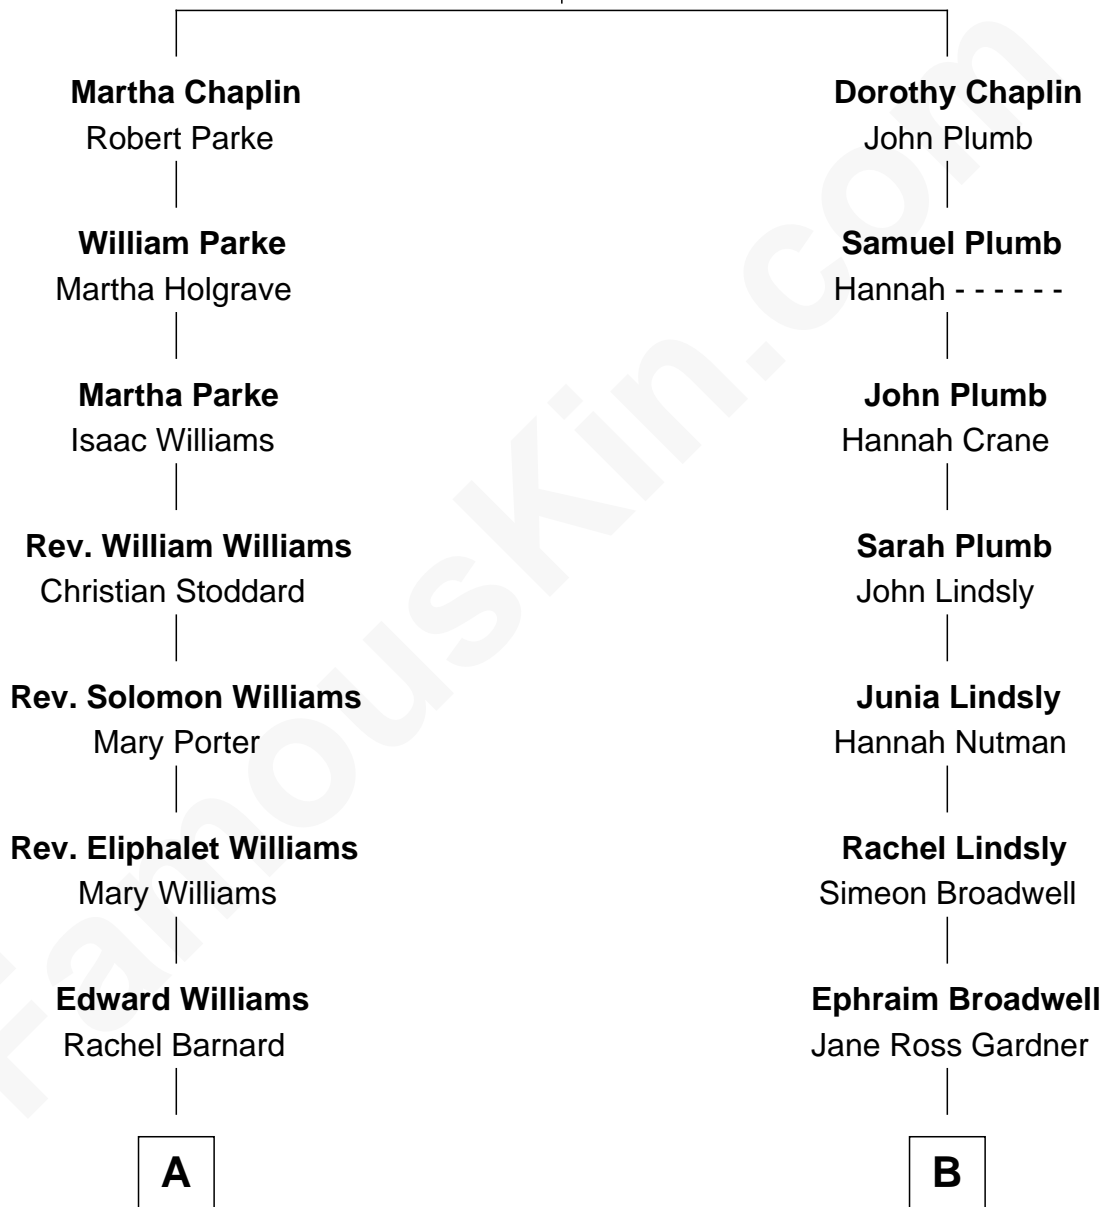 Martha Chaplin
Robert Parke
William Parke
Martha Holgrave
Martha Parke
Isaac Williams
Rev. William Williams
Christian Stoddard
Rev. Solomon Williams
Mary Porter
Rev. Eliphalet Williams
Mary Williams
Edward Williams
Rachel Barnard
A
Dorothy Chaplin
John Plumb
Samuel Plumb
Hannah - - - - - -
John Plumb
Hannah Crane
Sarah Plumb
John Lindsly
Junia Lindsly
Hannah Nutman
Rachel Lindsly
Simeon Broadwell
Ephraim Broadwell
Jane Ross Gardner
B
FamousKin.com